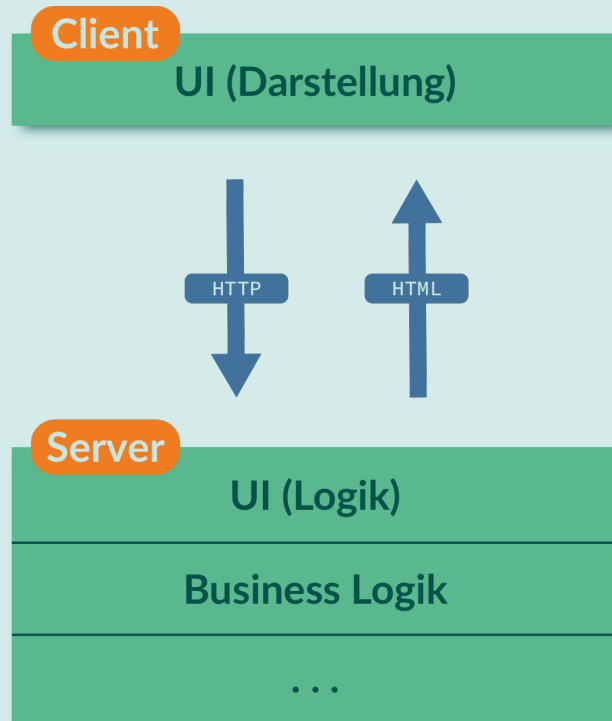 Client
UI (Darstellung)
HTTP
HTML
Server
UI (Logik)
Business Logik
...